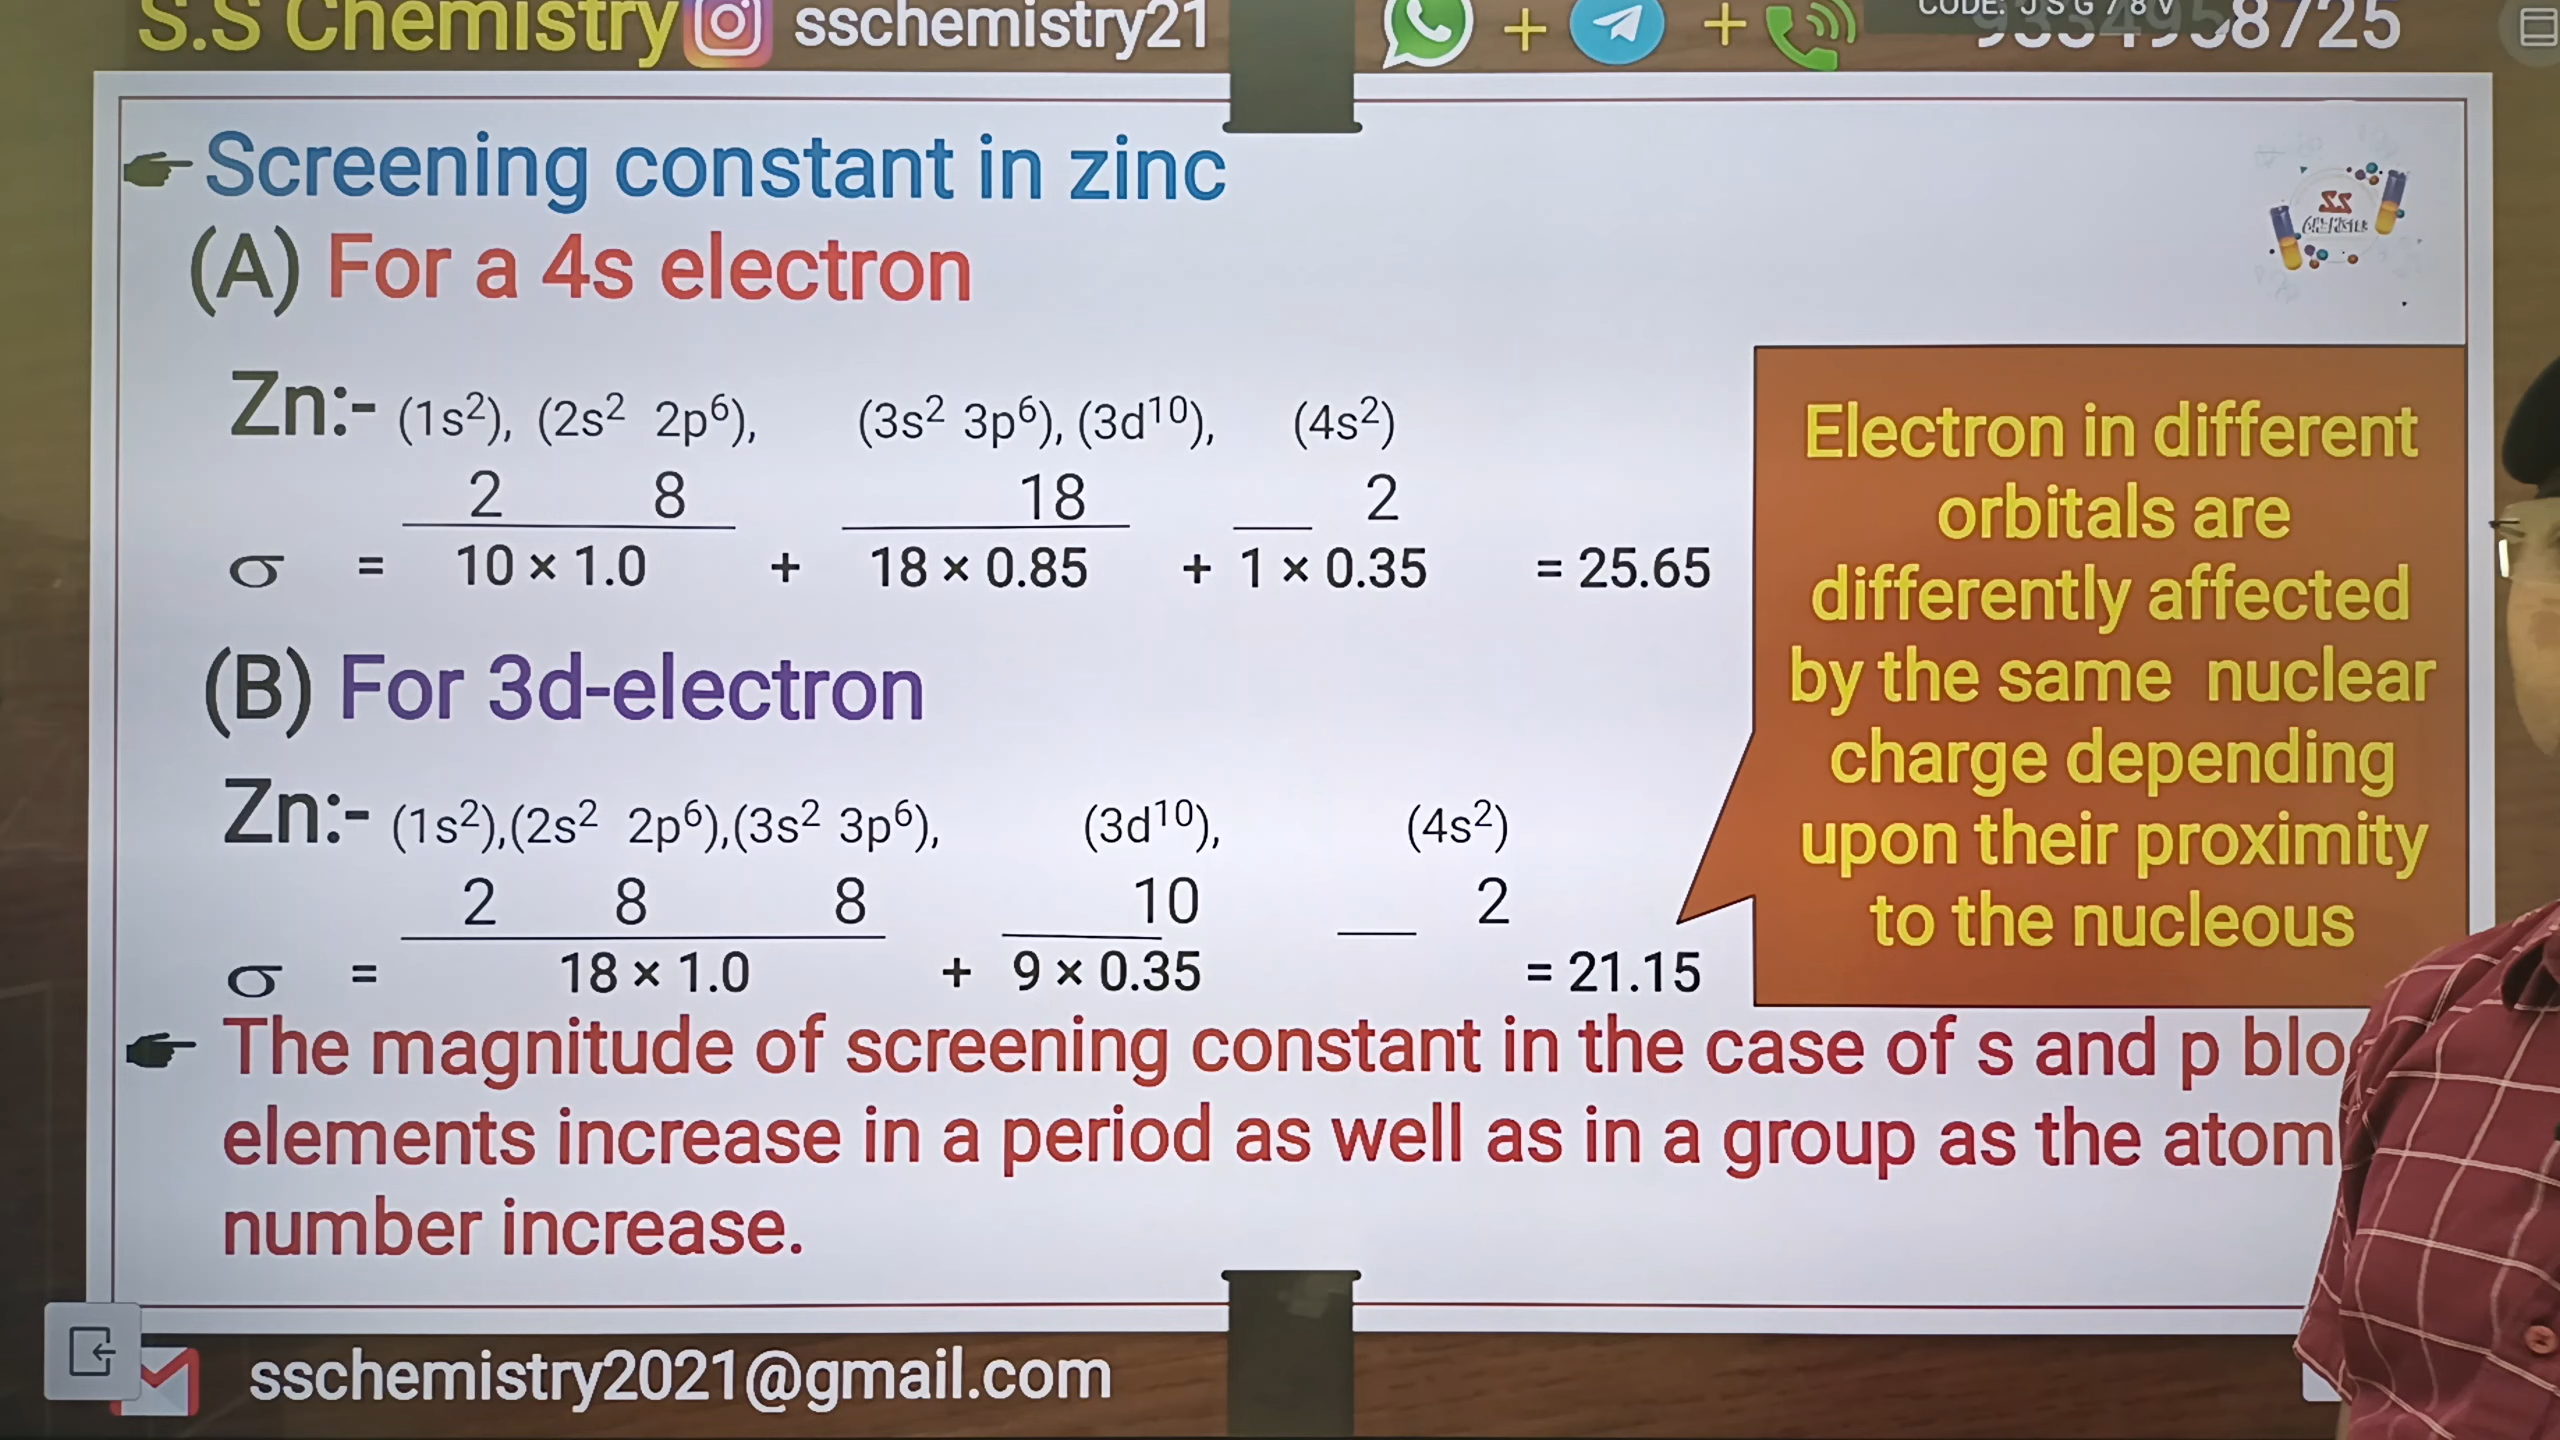 S.S Chemistry sschemistry21 + +
CODE: J S G 7 8 V
9334958725
Screening constant in zinc
(A) For a 4s electron
Zn:- (1s²), (2s² 2p⁶), (3s² 3p⁶), (3d¹⁰), (4s²)
2 8 18 2
σ = 10 × 1.0 + 18 × 0.85 + 1 × 0.35 = 25.65
(B) For 3d-electron
Zn:- (1s²),(2s² 2p⁶),(3s² 3p⁶), (3d¹⁰), (4s²)
2 8 8 10 2
σ = 18 × 1.0 + 9 × 0.35 = 21.15
Electron in different
orbitals are
differently affected
by the same nuclear
charge depending
upon their proximity
to the nucleous
The magnitude of screening constant in the case of s and p blo
elements increase in a period as well as in a group as the atom
number increase.
sschemistry2021@gmail.com